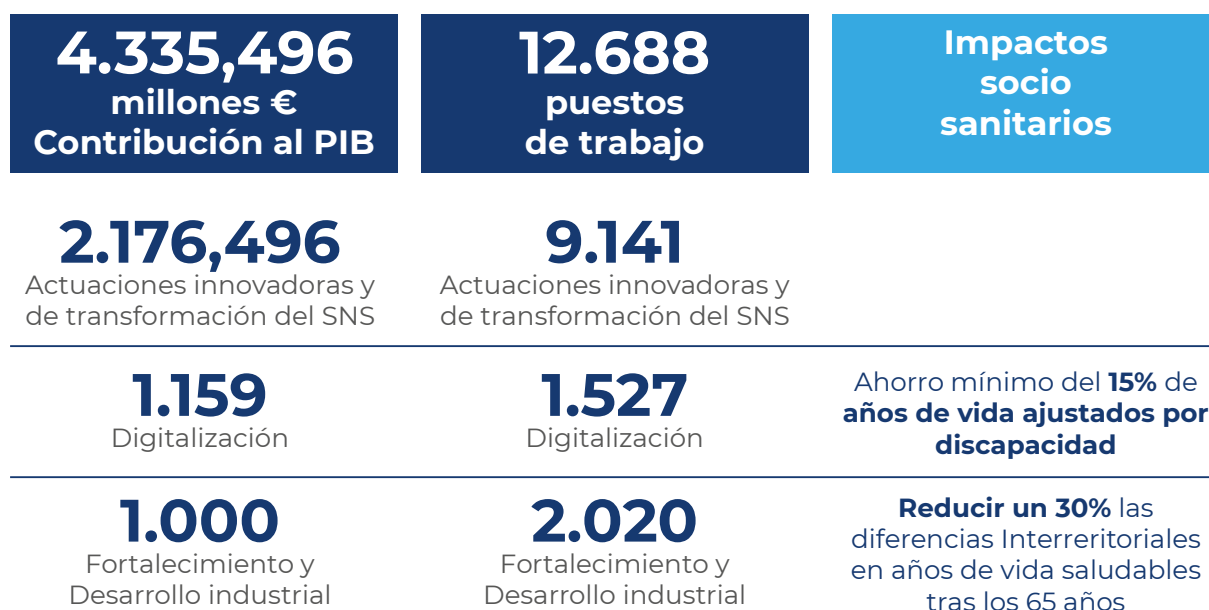 4.335,496
millones €
Contribución al PIB
12.688
puestos
de trabajo
Impactos
socio
sanitarios
2.176,496
Actuaciones innovadoras y
de transformación del SNS
9.141
Actuaciones innovadoras y
de transformación del SNS
1.159
Digitalización
1.527
Digitalización
Ahorro mínimo del 15% de
años de vida ajustados por
discapacidad
1.000
Fortalecimiento y
Desarrollo industrial
2.020
Fortalecimiento y
Desarrollo industrial
Reducir un 30% las
diferencias Interreritoriales
en años de vida saludables
tras los 65 años